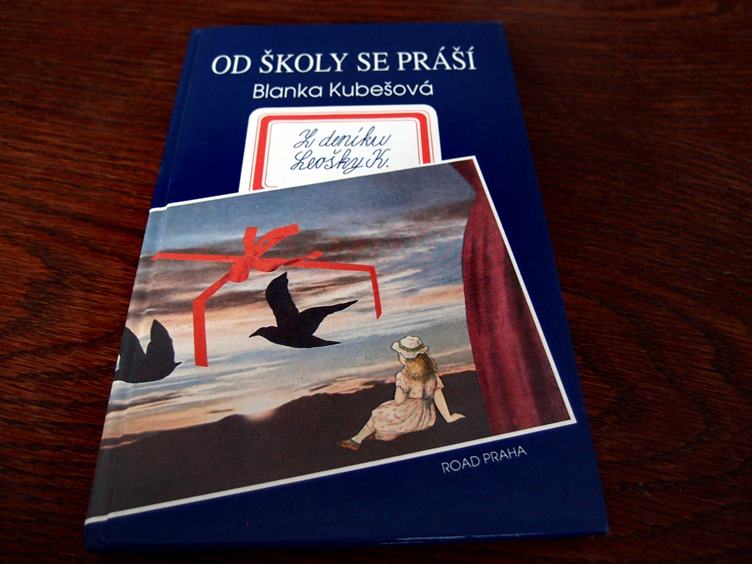 OD ŠKOLY SE PRÁŠÍ
Blanka Kubešová
Z deníku
Leošky K.
ROAD PRAHA